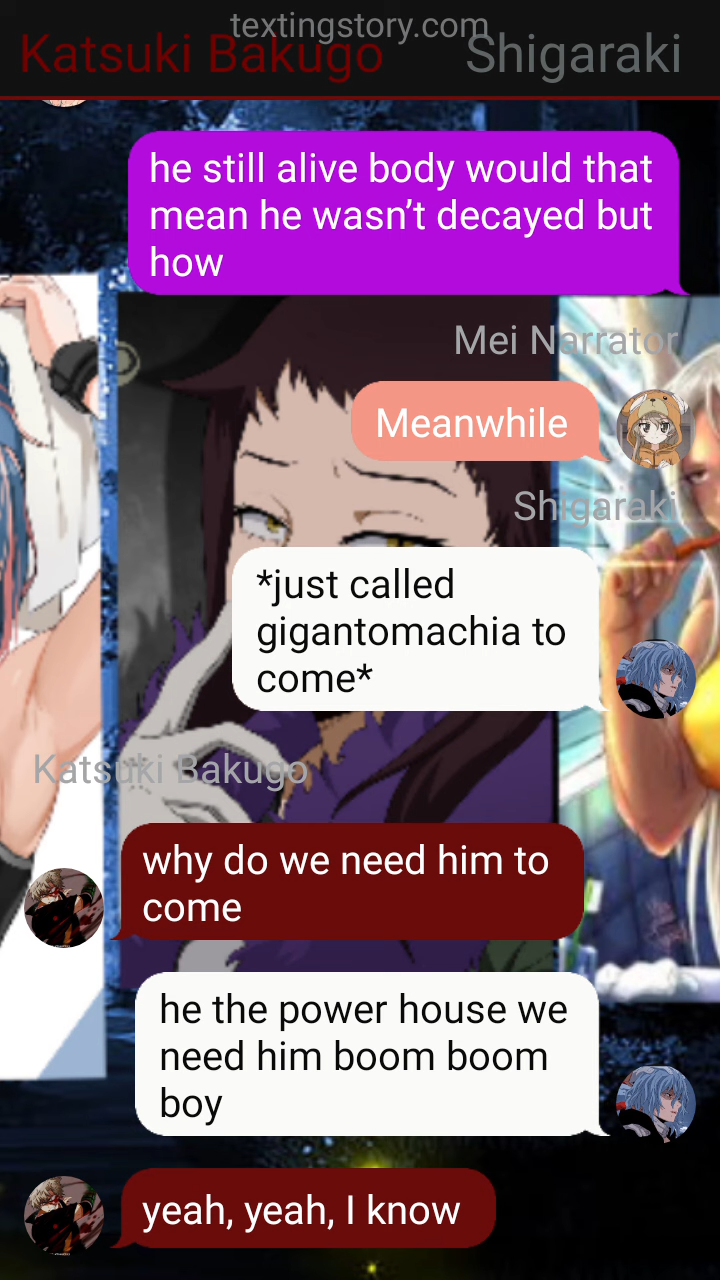 textingstory.com
Katsuki Bakugo Shigaraki
he still alive body would that
mean he wasn’t decayed but
how
Mei Narrator
Meanwhile
Shigaraki
*just called
gigantomachia to
come*
Katsuki Bakugo
why do we need him to
come
he the power house we
need him boom boom
boy
yeah, yeah, I know